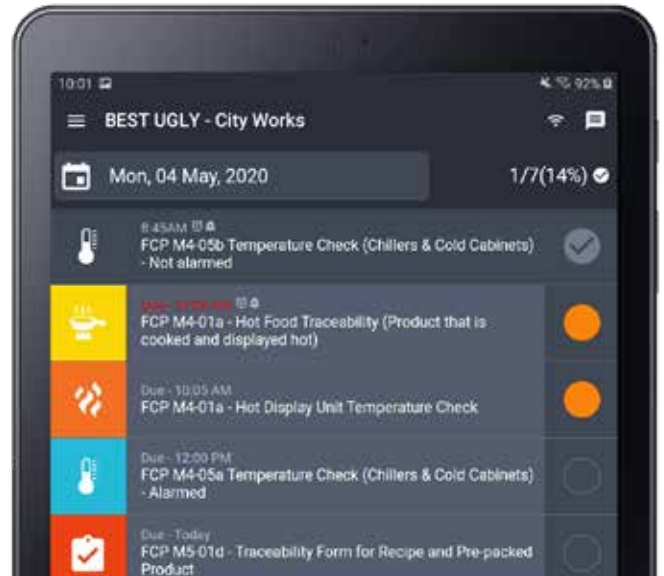 10:01 92%
BEST UGLY - City Works
Mon, 04 May, 2020 1/7(14%)
8:45AM
FCP M4-05b Temperature Check (Chillers & Cold Cabinets)
- Not alarmed
Due -
FCP M4-01a - Hot Food Traceability (Product that is
cooked and displayed hot)
Due - 10:05 AM
FCP M4-01a - Hot Display Unit Temperature Check
Due - 12:00 PM
FCP M4-05a Temperature Check (Chillers & Cold Cabinets)
- Alarmed
Due - Today
FCP M5-01d - Traceability Form for Recipe and Pre-packed
Product